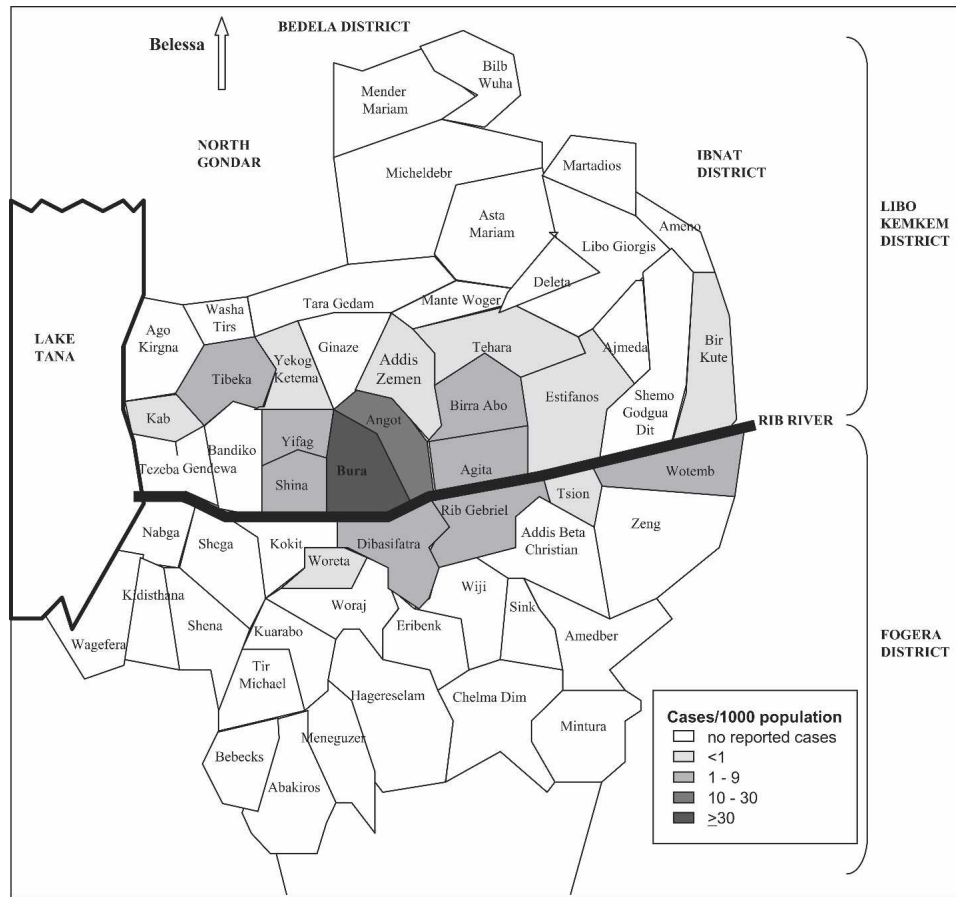 BEDELA DISTRICT
Belessa
Bilb
Wuha
Mender
Mariam
NORTH
GONDAR
Micheldebr
Martadios
IBNAT
DISTRICT
LIBO
KEMKEM
DISTRICT
Asta
Mariam
Ameno
Libo Giorgis
Deleta
Mante Woger
Tara Gedam
Washa
Tirs
Ago
Kirgna
LAKE
TANA
Ginaze
Yekog
Ketema
Addis
Zemen
Tehara
Ajmeda
Bir
Kute
Tibeka
Estifanos
Shemo
Godgua
Dit
Birra Abo
Kab
Angot
RIB RIVER
Bandiko
Yifag
Tezeba
Gendewa
Bura
Agita
Wotemb
Shina
Tsion
Rib Gebriel
Zeng
Addis Beta
Christian
Nabga
Shega
Kokit
Dibasifatra
Woreta
Wiji
Kidisthana
Shena
Woraj
Sink
Eribenk
Amedber
Wagefera
Kuarabo
FOGERA
DISTRICT
Tir
Michael
Hagereselam
Chelma Dim
Mintura
Meneguzer
Bebecks
Abakiros
Cases/1000 population
no reported cases
<1
1 - 9
10 - 30
≥30